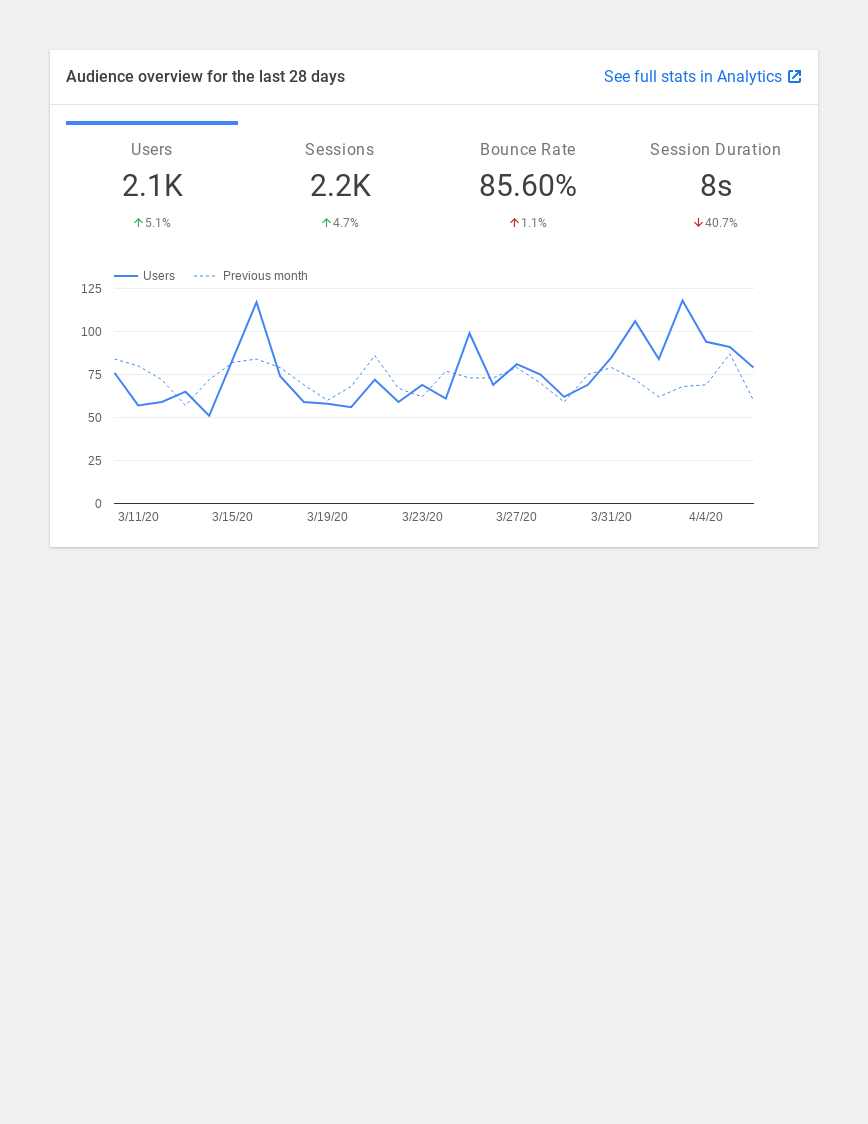 Audience overview for the last 28 days
See full stats in Analytics
Users
2.1K
5.1%
Sessions
2.2K
4.7%
Bounce Rate
85.60%
1.1%
Session Duration
8s
40.7%
Users
Previous month
125
100
75
50
25
0
3/11/20
3/15/20
3/19/20
3/23/20
3/27/20
3/31/20
4/4/20